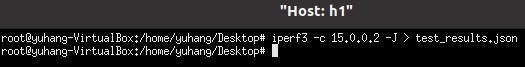 "Host: h1"
root@yuhang-VirtualBox:/home/yuhang/Desktop# iperf3 -c 15.0.0.2 -J > test_results.json
root@yuhang-VirtualBox:/home/yuhang/Desktop#